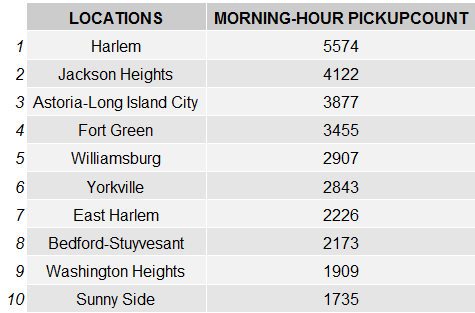 LOCATIONS MORNING-HOUR PICKUPCOUNT
1 Harlem 5574
2 Jackson Heights 4122
3 Astoria-Long Island City 3877
4 Fort Green 3455
5 Williamsburg 2907
6 Yorkville 2843
7 East Harlem 2226
8 Bedford-Stuyvesant 2173
9 Washington Heights 1909
10 Sunny Side 1735